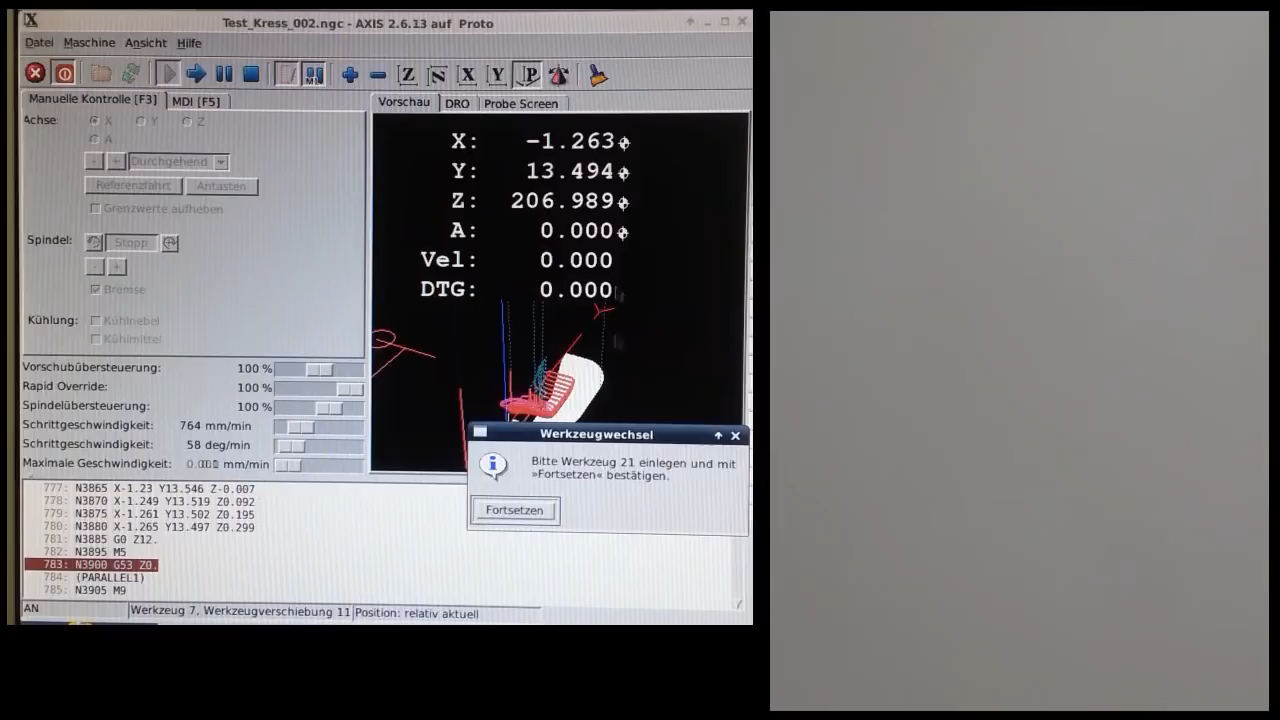 Test_Kress_002.ngc - AXIS 2.6.13 auf Proto
Datei Maschine Ansicht Hilfe
Manuelle Kontrolle [F3] MDI [F5]
Achse: X Y Z
A
- + Durchgehend
Referenzfahrt Antasten
Grenzwerte aufheben
Spindel: Stopp
- +
Bremse
Kühlung: Kühlnebel
Kühlmittel
Vorschubübersteuerung: 100 %
Rapid Override: 100 %
Spindelübersteuerung: 100 %
Schrittgeschwindigkeit: 764 mm/min
Schrittgeschwindigkeit: 58 deg/min
Maximale Geschwindigkeit: mm/min
Vorschau DRO Probe Screen
X: -1.263
Y: 13.494
Z: 206.989
A: 0.000
Vel: 0.000
DTG: 0.000
Werkzeugwechsel
Bitte Werkzeug 21 einlegen und mit
»Fortsetzen« bestätigen.
Fortsetzen
777: N3865 X-1.23 Y13.546 Z-0.007
778: N3870 X-1.249 Y13.519 Z0.092
779: N3875 X-1.261 Y13.502 Z0.195
780: N3880 X-1.265 Y13.497 Z0.299
781: N3885 G0 Z12.
782: N3895 M5
783: N3900 G53 Z0.
784: (PARALLEL1)
785: N3905 M9
AN Werkzeug 7, Werkzeugverschiebung 11 Position: relativ aktuell